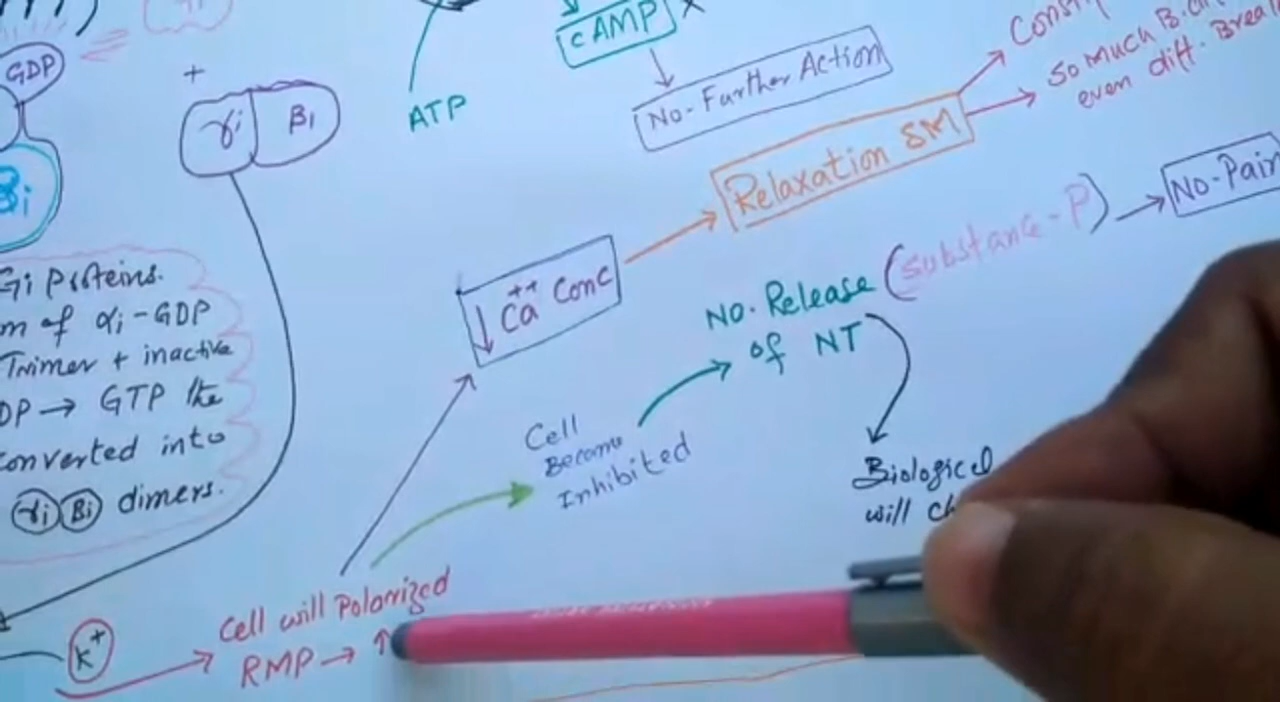 GDP
+
γi β1
βi
ATP
cAMP
No-Further Action
Relaxation SM
so much
even diff.
Gi Proteins.
of αi-GDP
Trimer + inactive
→ GTP the
converted into
γi βi dimers.
↓ Ca++ Conc
No. Release
of NT
(substance-P)
→ No-Pain
Cell
Become
Inhibited
Biological
will
K+
Cell will Polarized
RMP → ↑